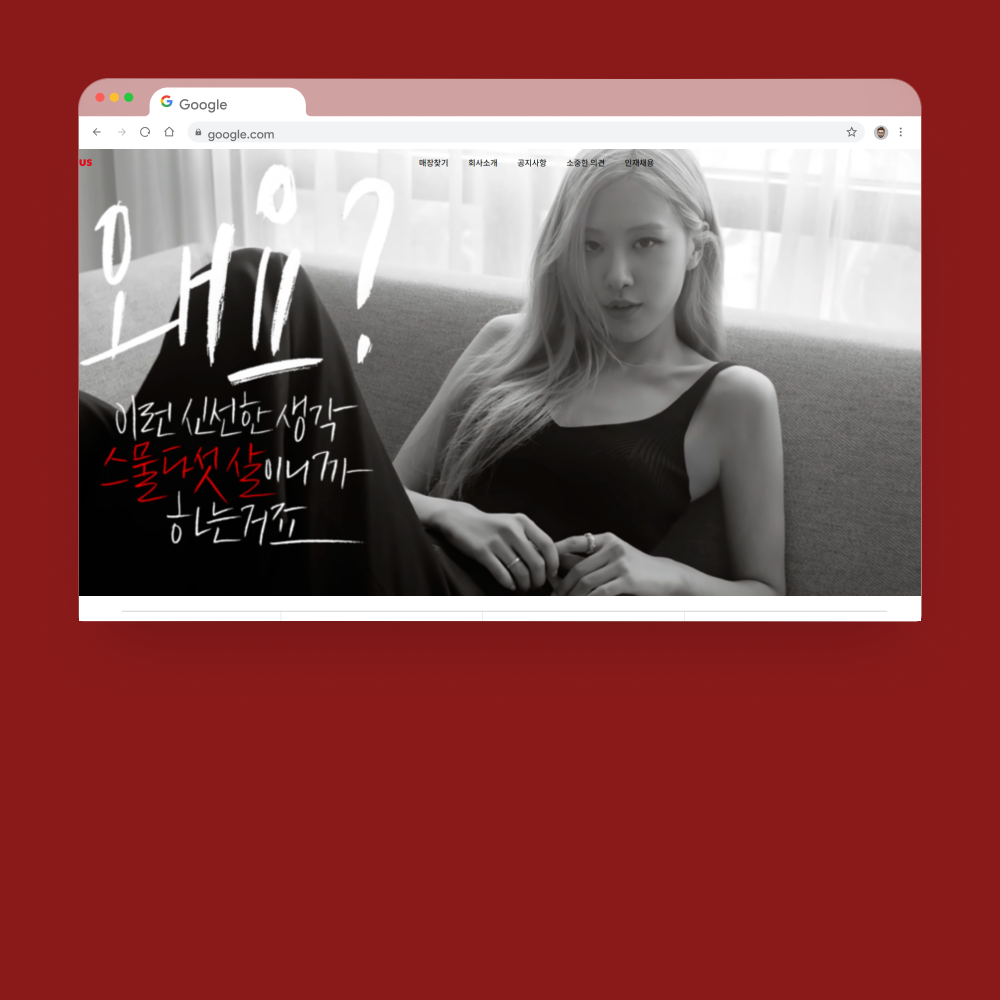 Google
google.com
US
매장찾기 회사소개 공지사항 소중한 의견 인재채용
왜요?
이런 신선한 생각
스물다섯 살이니까
하는거죠